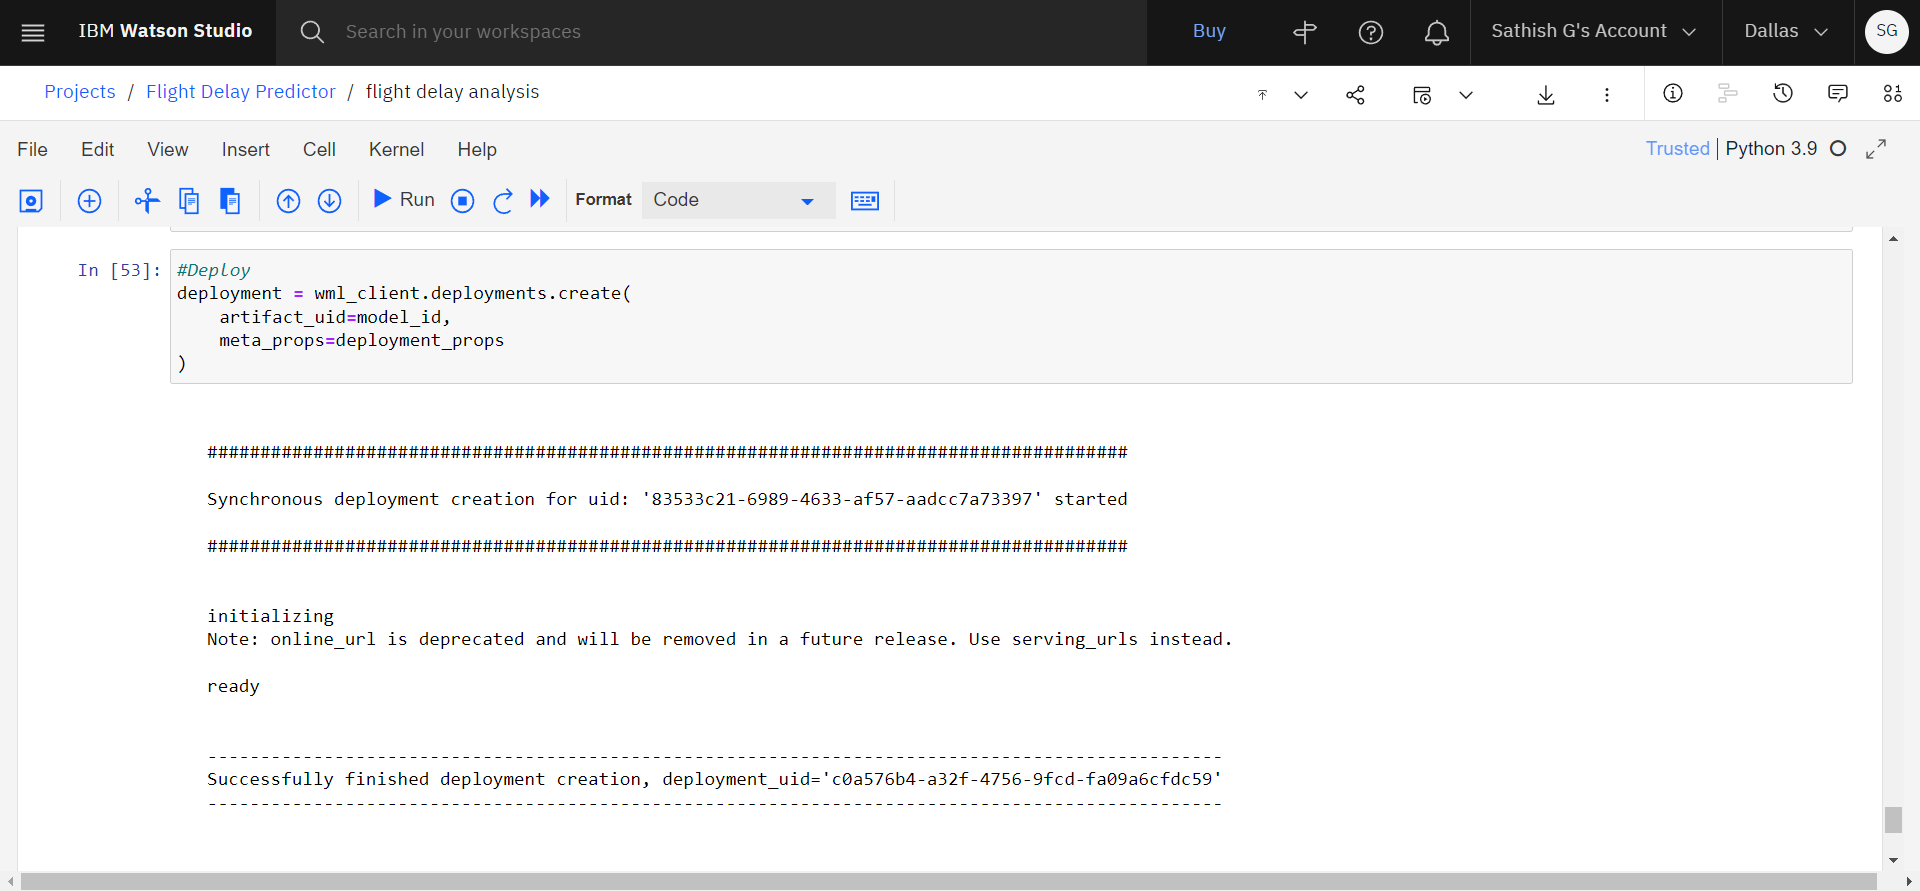 IBM Watson Studio
Search in your workspaces
Buy
Sathish G's Account
Dallas
SG
Projects / Flight Delay Predictor / flight delay analysis
File Edit View Insert Cell Kernel Help
Trusted | Python 3.9
Run
Format
Code
In [53]:
#Deploy
deployment = wml_client.deployments.create(
    artifact_uid=model_id,
    meta_props=deployment_props
)
#######################################################################################
Synchronous deployment creation for uid: '83533c21-6989-4633-af57-aadcc7a73397' started
#######################################################################################
initializing
Note: online_url is deprecated and will be removed in a future release. Use serving_urls instead.
ready
------------------------------------------------------------------------------------------------
Successfully finished deployment creation, deployment_uid='c0a576b4-a32f-4756-9fcd-fa09a6cfdc59'
------------------------------------------------------------------------------------------------